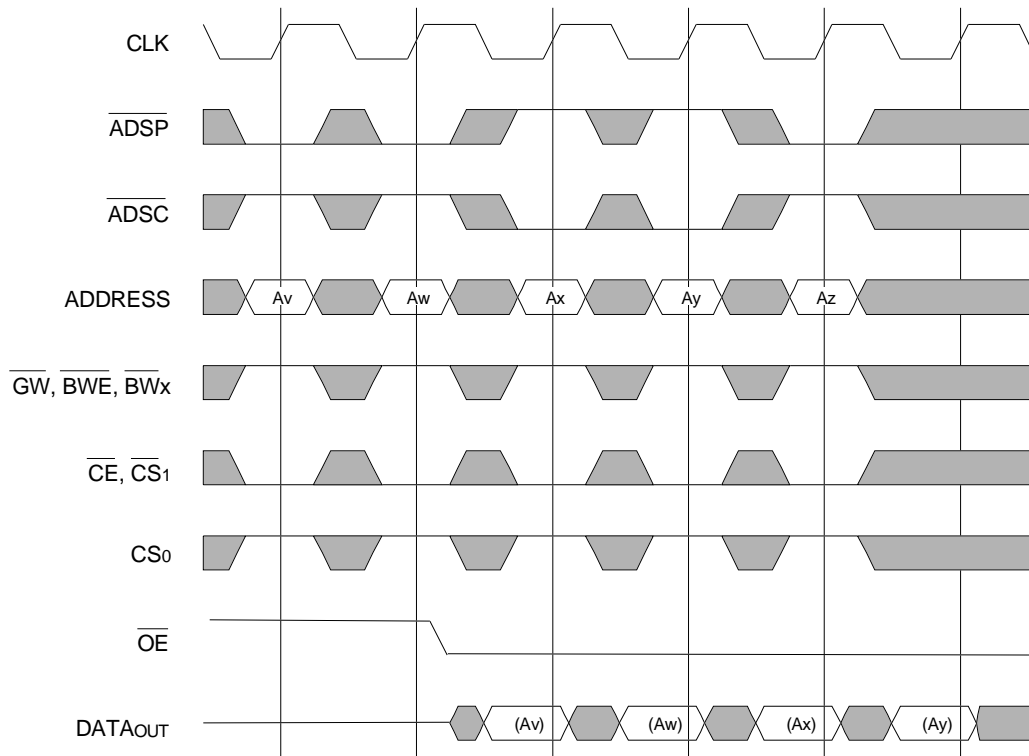 CLK
ADSP
ADSC
ADDRESS
Av
Aw
Ax
Ay
Az
GW, BWE, BWx
CE, CS1
CS0
OE
DATAOUT
(Av)
(Aw)
(Ax)
(Ay)